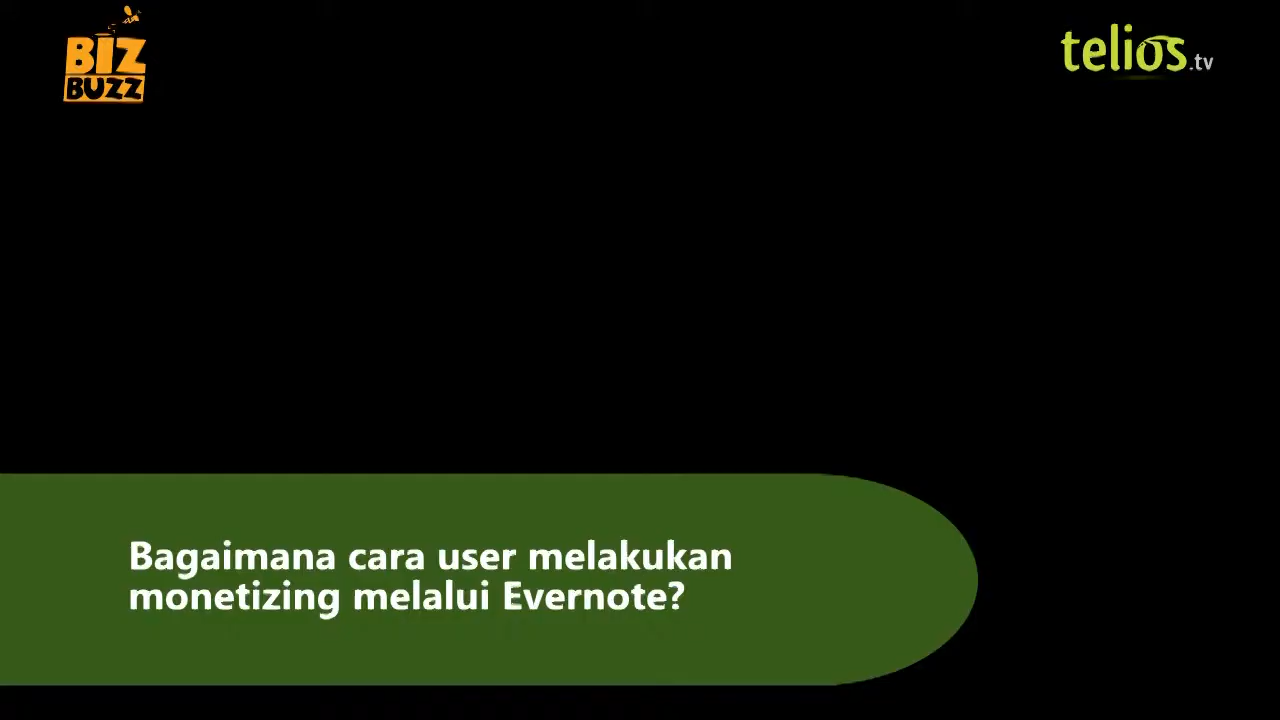 BIZ
BUZZ
telios.tv
Bagaimana cara user melakukan
monetizing melalui Evernote?